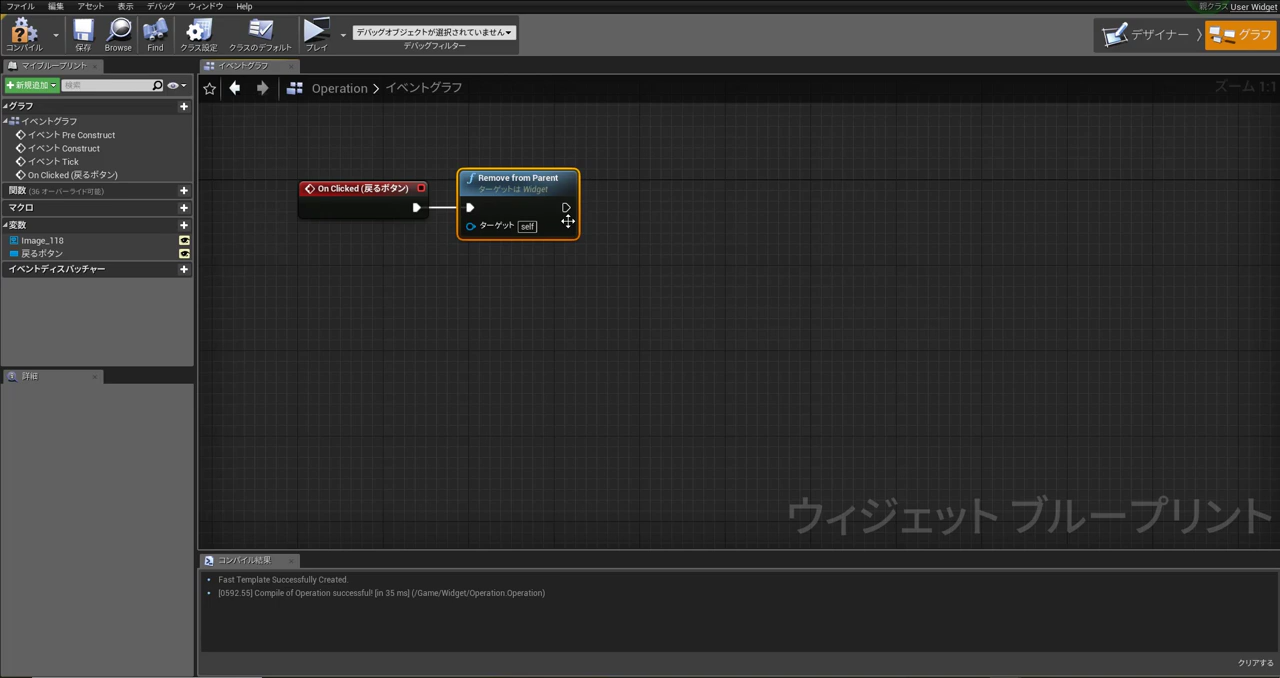 ファイル 編集 アセット 表示 デバッグ ウィンドウ Help 親クラス User Widget
コンパイル 保存 Browse Find クラス設定 クラスのデフォルト プレイ デバッグオブジェクトが選択されていません デバッグフィルター デザイナー グラフ
マイブループリント イベントグラフ
新規追加 検索
Operation イベントグラフ ズーム 1:1
グラフ
イベントグラフ
イベント Pre Construct
イベント Construct
イベント Tick
On Clicked (戻るボタン)
関数 (36 オーバーライド可能)
マクロ
変数
Image_118
戻るボタン
イベントディスパッチャー
詳細
On Clicked (戻るボタン)
f Remove from Parent
ターゲットは Widget
ターゲット self
ウィジェット ブループリント
コンパイル結果
Fast Template Successfully Created.
[0592.55] Compile of Operation successful! [in 35 ms] (/Game/Widget/Operation.Operation)
クリアする